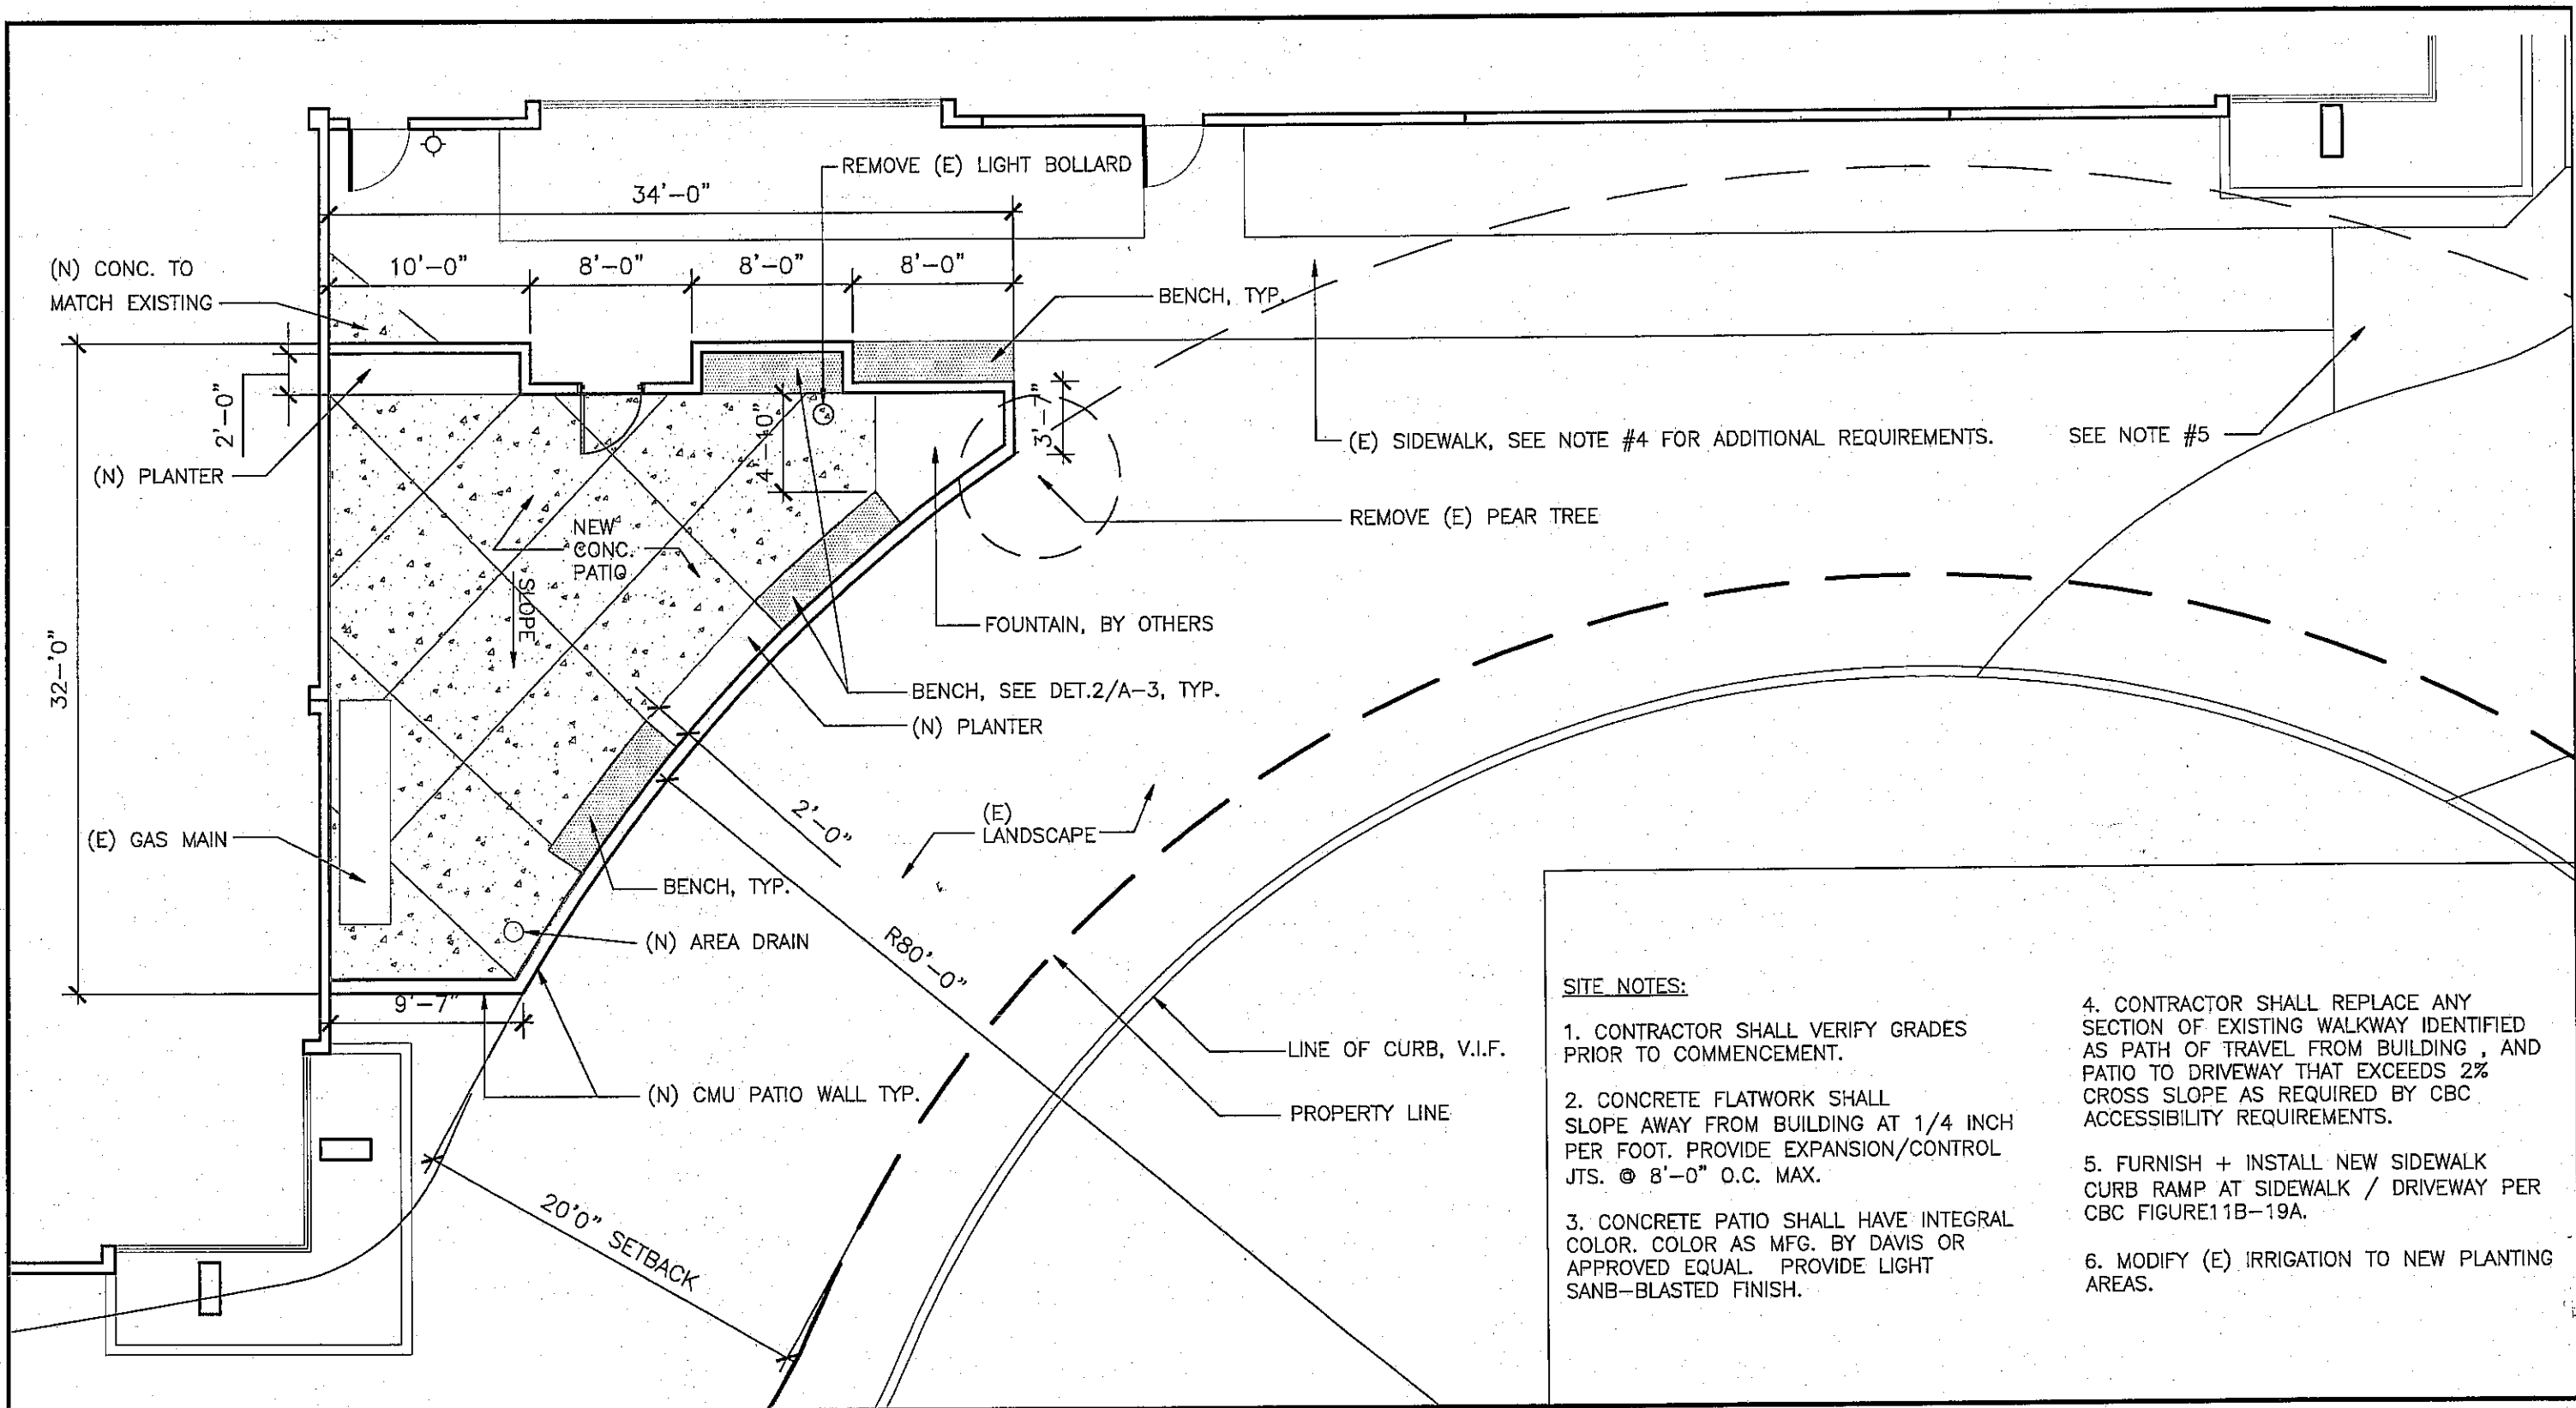 REMOVE (E) LIGHT BOLLARD
34'-0"
(N) CONC. TO
MATCH EXISTING
10'-0"
8'-0"
8'-0"
8'-0"
BENCH, TYP.
2'-0"
(N) PLANTER
4'-10"
3'-7"
(E) SIDEWALK, SEE NOTE #4 FOR ADDITIONAL REQUIREMENTS.
SEE NOTE #5
REMOVE (E) PEAR TREE
NEW
CONC.
PATIO
SLOPE
32-'0"
FOUNTAIN, BY OTHERS
BENCH, SEE DET.2/A-3, TYP.
(N) PLANTER
2'-0"
(E)
LANDSCAPE
(E) GAS MAIN
BENCH, TYP.
(N) AREA DRAIN
R80'-0"
9'-7"
LINE OF CURB, V.I.F.
(N) CMU PATIO WALL TYP.
PROPERTY LINE
20'0" SETBACK
SITE NOTES:
1. CONTRACTOR SHALL VERIFY GRADES
PRIOR TO COMMENCEMENT.
2. CONCRETE FLATWORK SHALL
SLOPE AWAY FROM BUILDING AT 1/4 INCH
PER FOOT. PROVIDE EXPANSION/CONTROL
JTS. @ 8'-0" O.C. MAX.
3. CONCRETE PATIO SHALL HAVE INTEGRAL
COLOR. COLOR AS MFG. BY DAVIS OR
APPROVED EQUAL. PROVIDE LIGHT
SANB-BLASTED FINISH.
4. CONTRACTOR SHALL REPLACE ANY
SECTION OF EXISTING WALKWAY IDENTIFIED
AS PATH OF TRAVEL FROM BUILDING , AND
PATIO TO DRIVEWAY THAT EXCEEDS 2%
CROSS SLOPE AS REQUIRED BY CBC
ACCESSIBILITY REQUIREMENTS.
5. FURNISH + INSTALL NEW SIDEWALK
CURB RAMP AT SIDEWALK / DRIVEWAY PER
CBC FIGURE11B-19A.
6. MODIFY (E) IRRIGATION TO NEW PLANTING
AREAS.